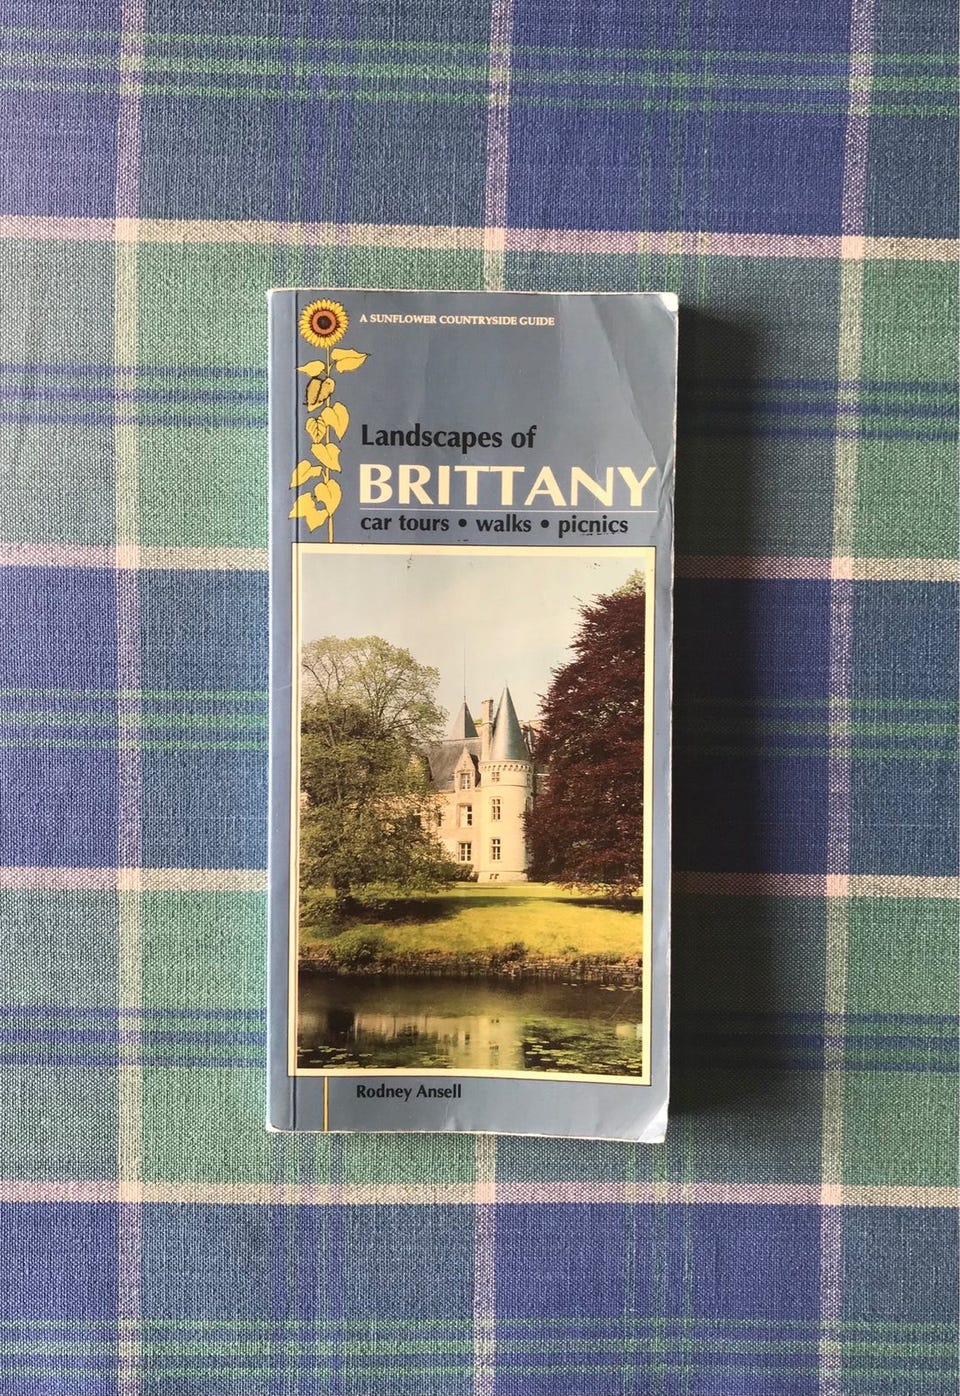 A SUNFLOWER COUNTRYSIDE GUIDE
Landscapes of
BRITTANY
car tours • walks • picnics
Rodney Ansell